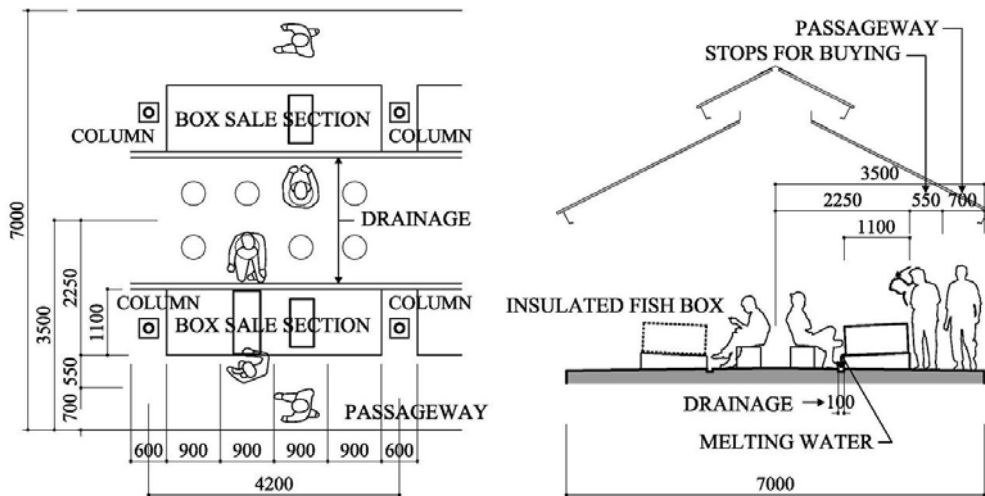 BOX SALE SECTION
COLUMN
COLUMN
DRAINAGE
7000
3500
2250
1100
550
700
COLUMN
COLUMN
BOX SALE SECTION
PASSAGEWAY
600
900
900
900
900
600
4200
PASSAGEWAY
STOPS FOR BUYING
3500
2250
550
700
1100
INSULATED FISH BOX
DRAINAGE
100
MELTING WATER
7000